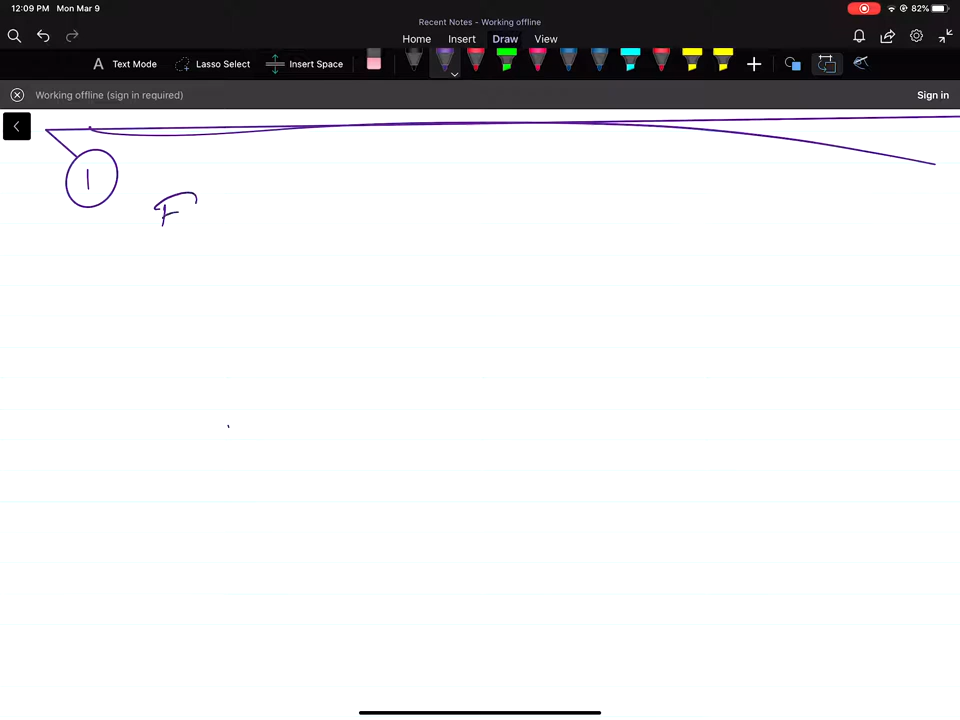 12:09 PM Mon Mar 9 82%
Recent Notes - Working offline
Home Insert Draw View
Text Mode Lasso Select Insert Space
Working offline (sign in required) Sign in
1
F